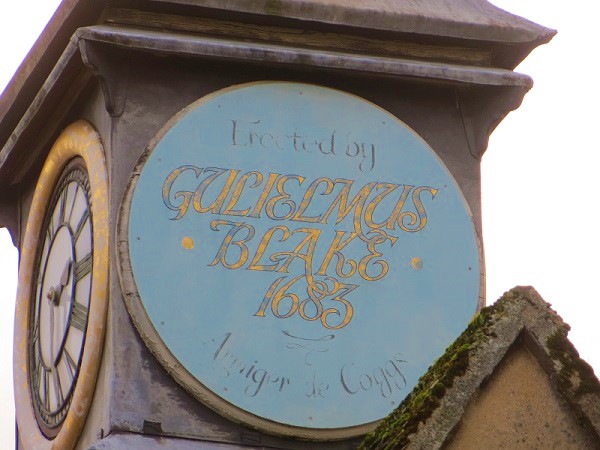 Erected by
GULIELMUS
BLAKE
1683
Armiger de Coggs